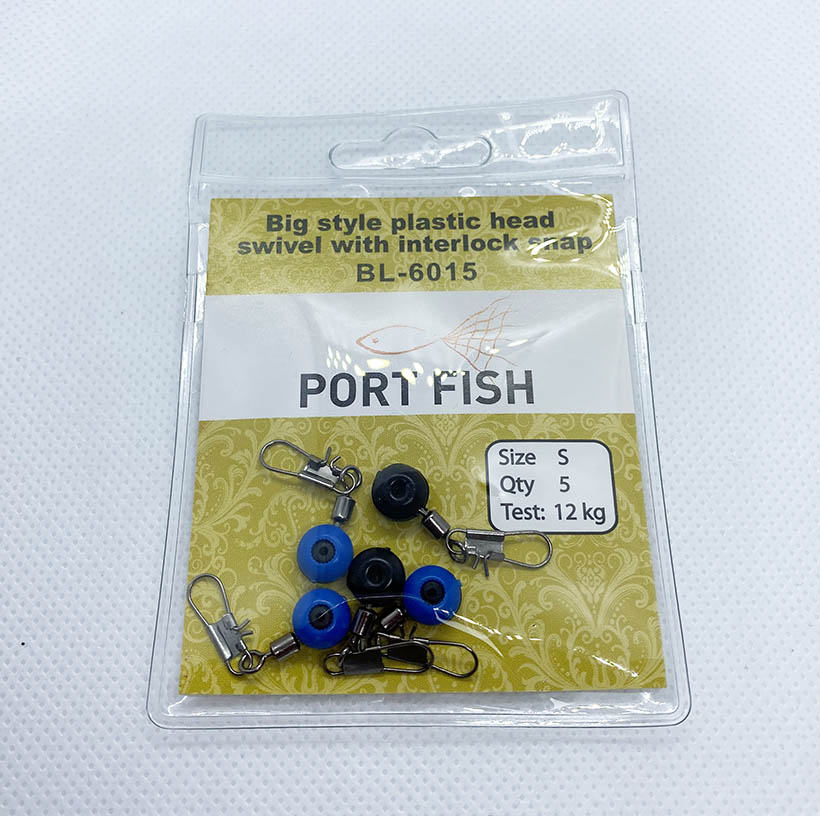 Big style plastic head
swivel with interlock snap
BL-6015
PORT FISH
Size S
Qty 5
Test: 12 kg